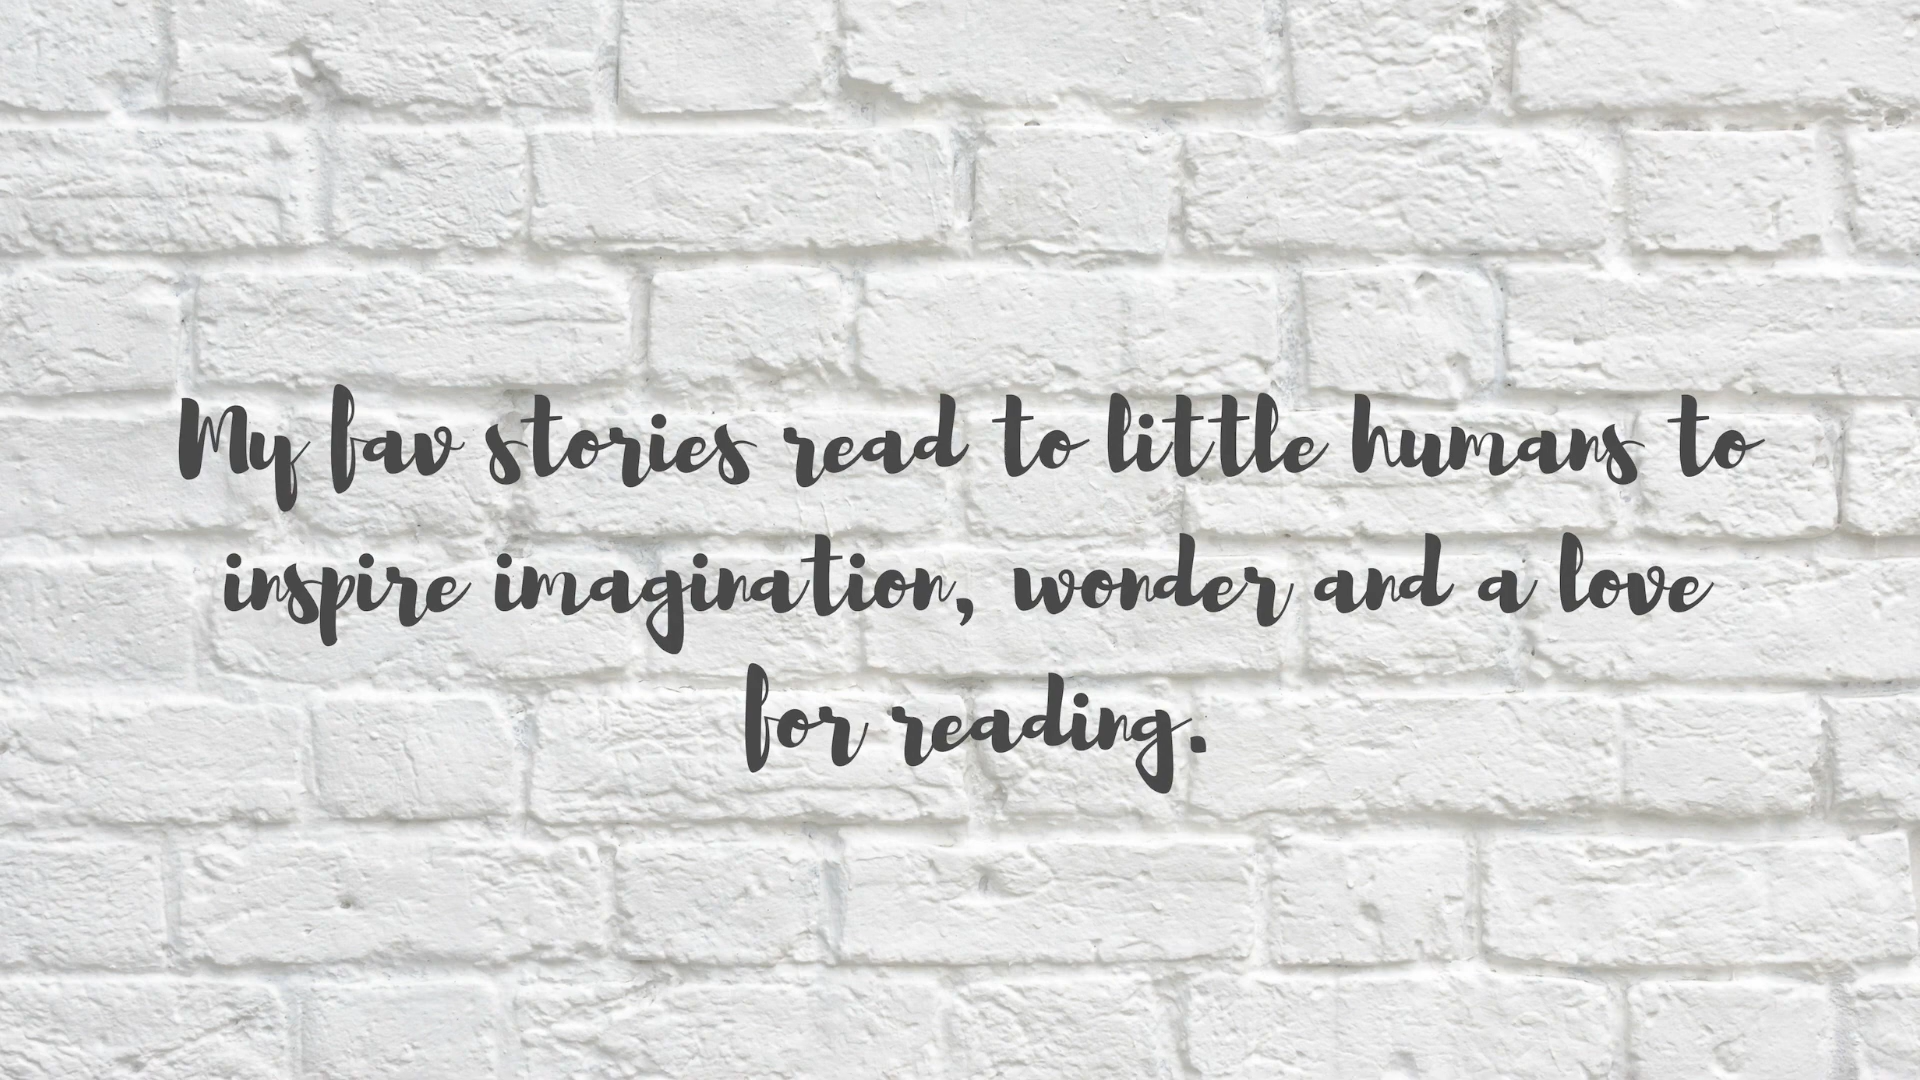 My fav stories read to little humans to
inspire imagination, wonder and a love
for reading.